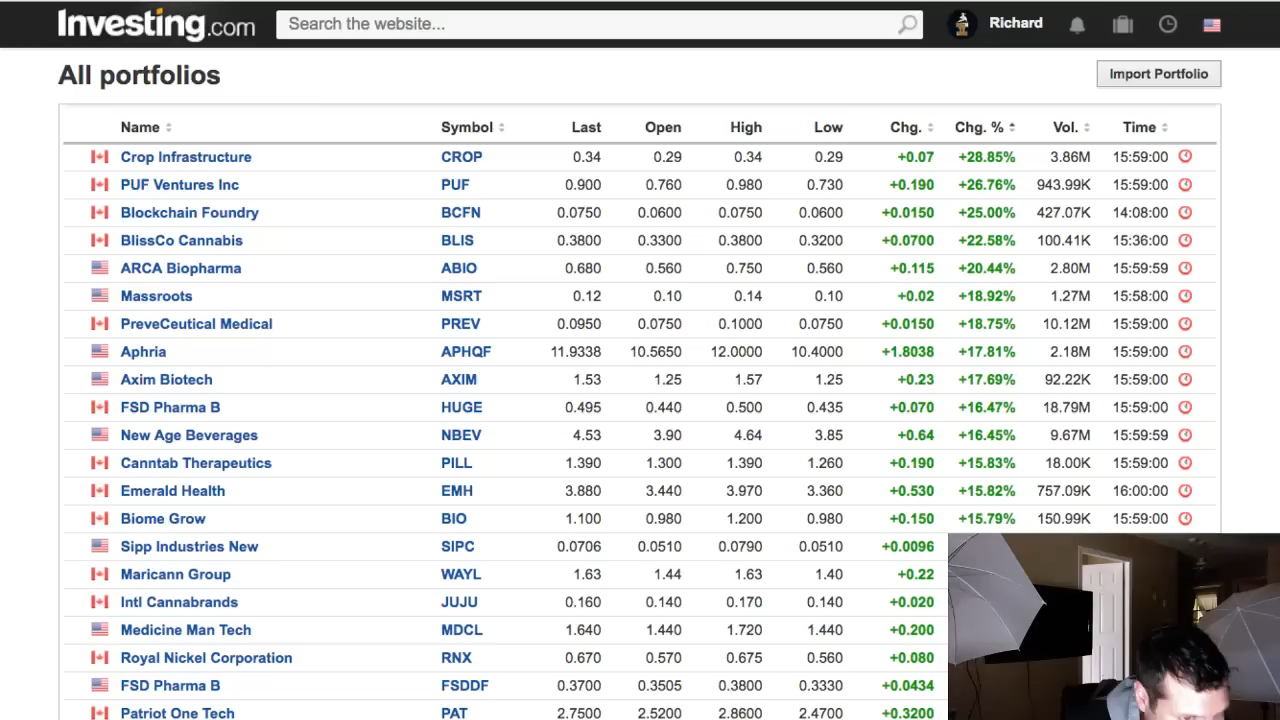 Investing.com Search the website... Richard
All portfolios Import Portfolio
Name Symbol Last Open High Low Chg. Chg. % Vol. Time
Crop Infrastructure CROP 0.34 0.29 0.34 0.29 +0.07 +28.85% 3.86M 15:59:00
PUF Ventures Inc PUF 0.900 0.760 0.980 0.730 +0.190 +26.76% 943.99K 15:59:00
Blockchain Foundry BCFN 0.0750 0.0600 0.0750 0.0600 +0.0150 +25.00% 427.07K 14:08:00
BlissCo Cannabis BLIS 0.3800 0.3300 0.3800 0.3200 +0.0700 +22.58% 100.41K 15:36:00
ARCA Biopharma ABIO 0.680 0.560 0.750 0.560 +0.115 +20.44% 2.80M 15:59:59
Massroots MSRT 0.12 0.10 0.14 0.10 +0.02 +18.92% 1.27M 15:58:00
PreveCeutical Medical PREV 0.0950 0.0750 0.1000 0.0750 +0.0150 +18.75% 10.12M 15:59:00
Aphria APHQF 11.9338 10.5650 12.0000 10.4000 +1.8038 +17.81% 2.18M 15:59:00
Axim Biotech AXIM 1.53 1.25 1.57 1.25 +0.23 +17.69% 92.22K 15:59:00
FSD Pharma B HUGE 0.495 0.440 0.500 0.435 +0.070 +16.47% 18.79M 15:59:00
New Age Beverages NBEV 4.53 3.90 4.64 3.85 +0.64 +16.45% 9.67M 15:59:59
Canntab Therapeutics PILL 1.390 1.300 1.390 1.260 +0.190 +15.83% 18.00K 15:59:00
Emerald Health EMH 3.880 3.440 3.970 3.360 +0.530 +15.82% 757.09K 16:00:00
Biome Grow BIO 1.100 0.980 1.200 0.980 +0.150 +15.79% 150.99K 15:59:00
Sipp Industries New SIPC 0.0706 0.0510 0.0790 0.0510 +0.0096
Maricann Group WAYL 1.63 1.44 1.63 1.40 +0.22
Intl Cannabrands JUJU 0.160 0.140 0.170 0.140 +0.020
Medicine Man Tech MDCL 1.640 1.440 1.720 1.440 +0.200
Royal Nickel Corporation RNX 0.670 0.570 0.675 0.560 +0.080
FSD Pharma B FSDDF 0.3700 0.3505 0.3800 0.3330 +0.0434
Patriot One Tech PAT 2.7500 2.5200 2.8600 2.4700 +0.3200